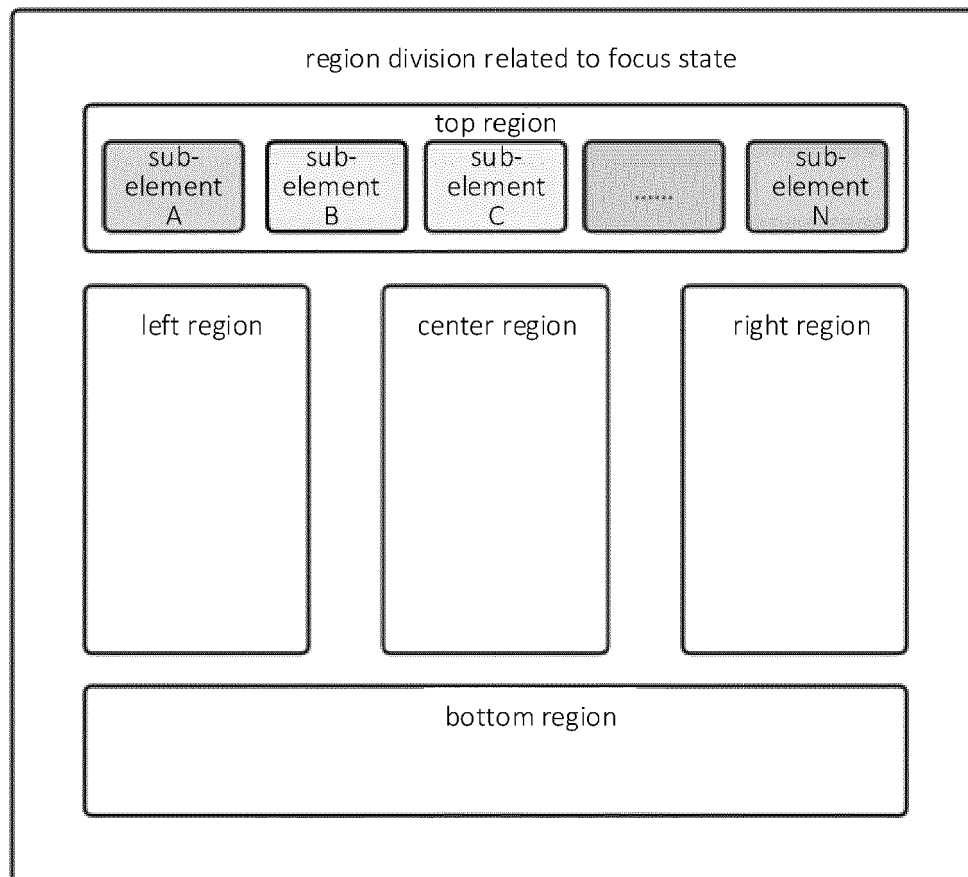 region division related to focus state
top region
sub-
element
A
sub-
element
B
sub-
element
C
......
sub-
element
N
left region
center region
right region
bottom region